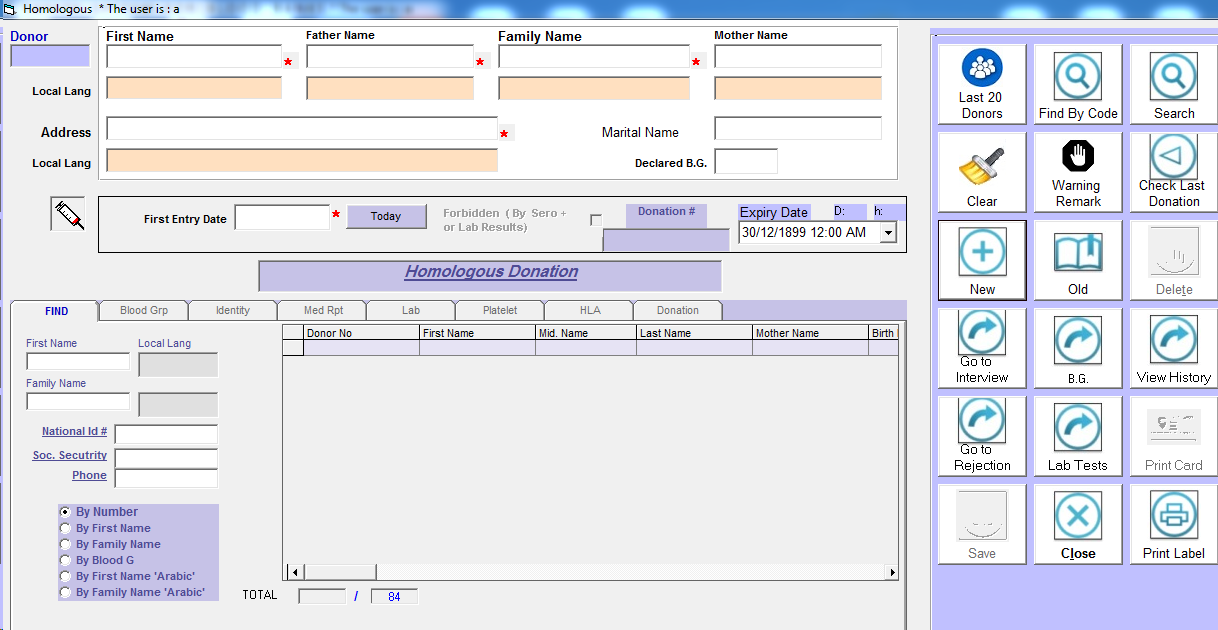 Homologous * The user is : a
Donor
First Name
Father Name
Family Name
Mother Name
*
*
*
Local Lang
Address
*
Marital Name
Local Lang
Declared B.G.
First Entry Date
*
Today
Forbidden ( By Sero +
or Lab Results)
Donation #
Expiry Date
D:
h:
30/12/1899 12:00 AM
Homologous Donation
FIND
Blood Grp
Identity
Med Rpt
Lab
Platelet
HLA
Donation
First Name
Local Lang
Family Name
National Id #
Soc. Secutrity
Phone
By Number
By First Name
By Family Name
By Blood G
By First Name 'Arabic'
By Family Name 'Arabic'
Donor No
First Name
Mid. Name
Last Name
Mother Name
Birth
TOTAL
/
84
Last 20
Donors
Find By Code
Search
Clear
Warning
Remark
Check Last
Donation
New
Old
Delete
Go to
Interview
B.G.
View History
Go to
Rejection
Lab Tests
Print Card
Save
Close
Print Label